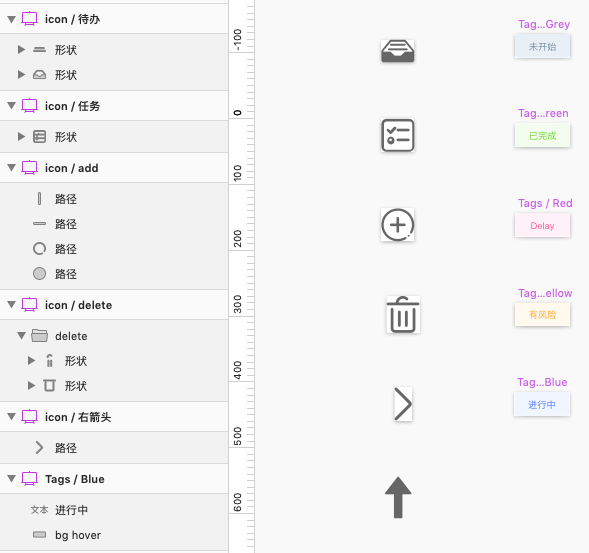 icon / 待办
形状
形状
icon / 任务
形状
icon / add
路径
路径
路径
路径
icon / delete
delete
形状
形状
icon / 右箭头
路径
Tags / Blue
文本 进行中
bg hover
-100
0
100
200
300
400
500
600
Tag...Grey
未开始
Tag...reen
已完成
Tags / Red
Delay
Tag...ellow
有风险
Tag...Blue
进行中